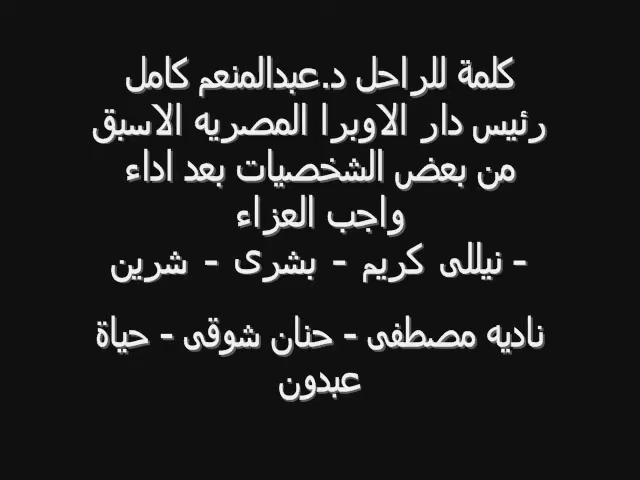 كلمة للراحل د.عبدالمنعم كامل
رئيس دار الاوبرا المصريه الاسبق
من بعض الشخصيات بعد اداء
واجب العزاء
- نيللى كريم - بشرى - شرين
ناديه مصطفى - حنان شوقى - حياة
عبدون